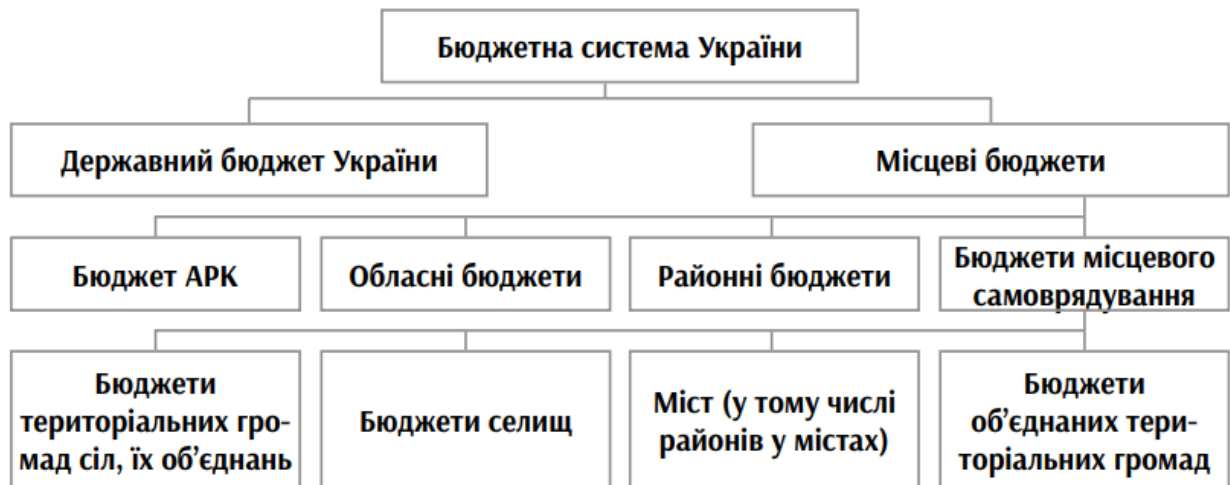 Бюджетна система України
Державний бюджет України
Місцеві бюджети
Бюджет АРК
Обласні бюджети
Районні бюджети
Бюджети місцевого
самоврядування
Бюджети
територіальних гро-
мад сіл, їх об’єднань
Бюджети селищ
Міст (у тому числі
районів у містах)
Бюджети
об’єднаних тери-
торіальних громад